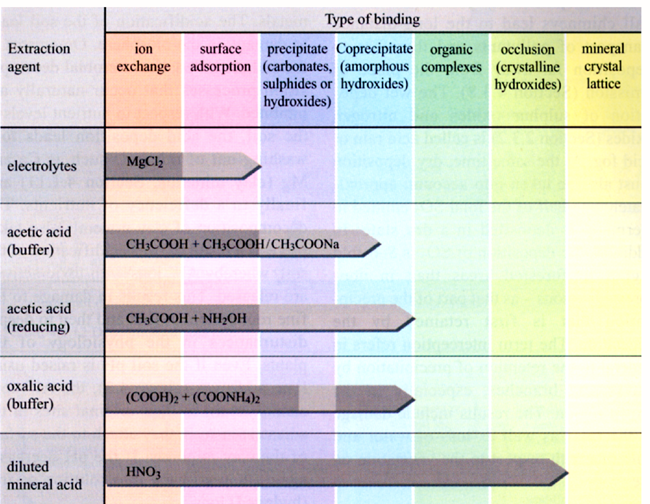 Type of binding
Extraction
agent
ion
exchange
surface
adsorption
precipitate
(carbonates,
sulphides or
hydroxides)
Coprecipitate
(amorphous
hydroxides)
organic
complexes
occlusion
(crystalline
hydroxides)
mineral
crystal
lattice
electrolytes
MgCl2
acetic acid
(buffer)
CH3COOH + CH3COOH/CH3COONa
acetic acid
(reducing)
CH3COOH + NH2OH
oxalic acid
(buffer)
(COOH)2 + (COONH4)2
diluted
mineral acid
HNO3